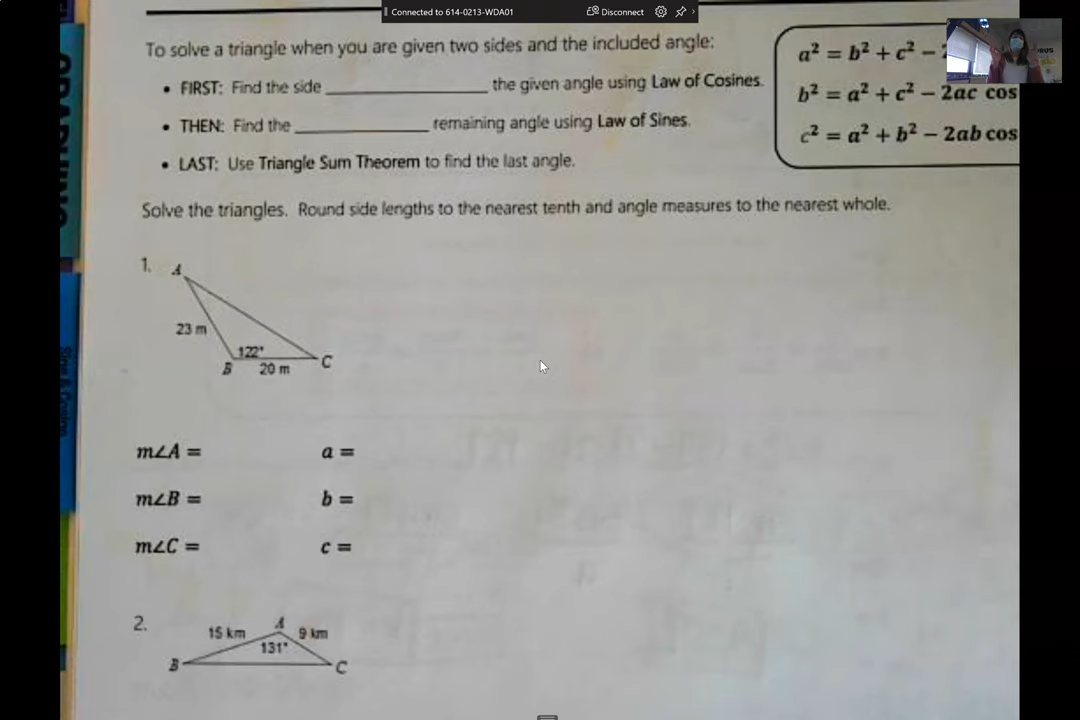 Connected to 614-0213-WDA01 Disconnect
To solve a triangle when you are given two sides and the included angle:
• FIRST: Find the side ______________ the given angle using Law of Cosines.
• THEN: Find the ______________ remaining angle using Law of Sines.
• LAST: Use Triangle Sum Theorem to find the last angle.
a² = b² + c² −
b² = a² + c² − 2ac cos
c² = a² + b² − 2ab cos
Solve the triangles. Round side lengths to the nearest tenth and angle measures to the nearest whole.
1. A
23 m
122°
B 20 m C
m∠A = a =
m∠B = b =
m∠C = c =
2.
15 km A 9 km
131°
B C